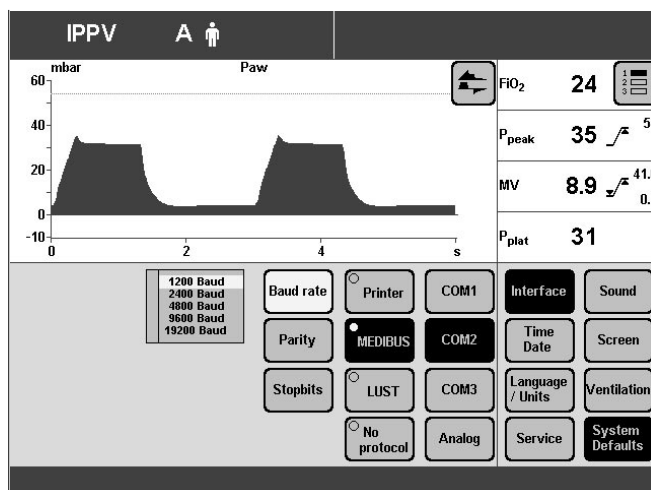 IPPV A
mbar Paw
60
40
20
0
-10
0 2 4 s
FiO2 24
1
2
3
Ppeak 35 5
MV 8.9 41.
0.
Pplat 31
1200 Baud
2400 Baud
4800 Baud
9600 Baud
19200 Baud
Baud rate
Printer
COM1
Interface
Sound
Parity
MEDIBUS
COM2
Time
Date
Screen
Stopbits
LUST
COM3
Language
/ Units
Ventilation
No
protocol
Analog
Service
System
Defaults